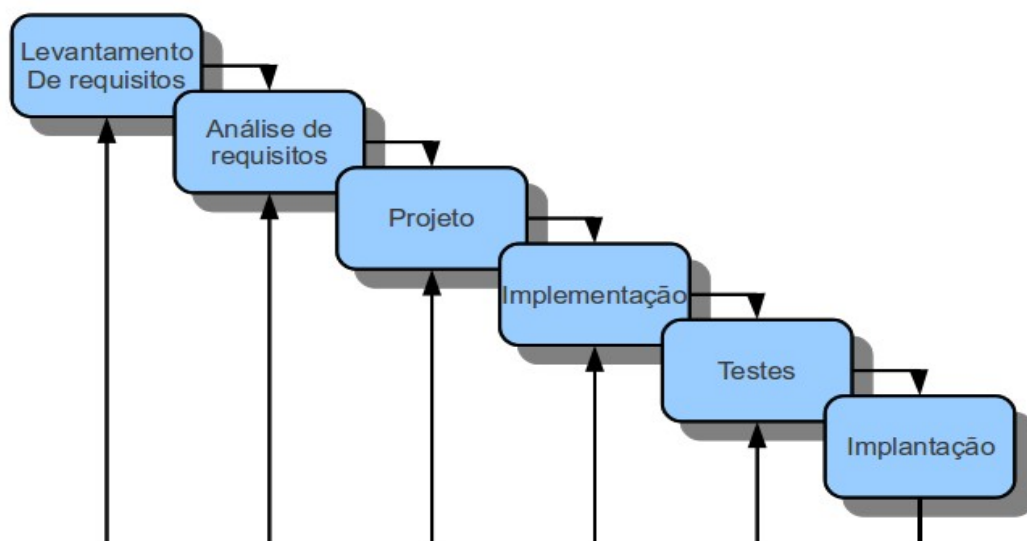 Levantamento
De requisitos
Análise de
requisitos
Projeto
Implementação
Testes
Implantação